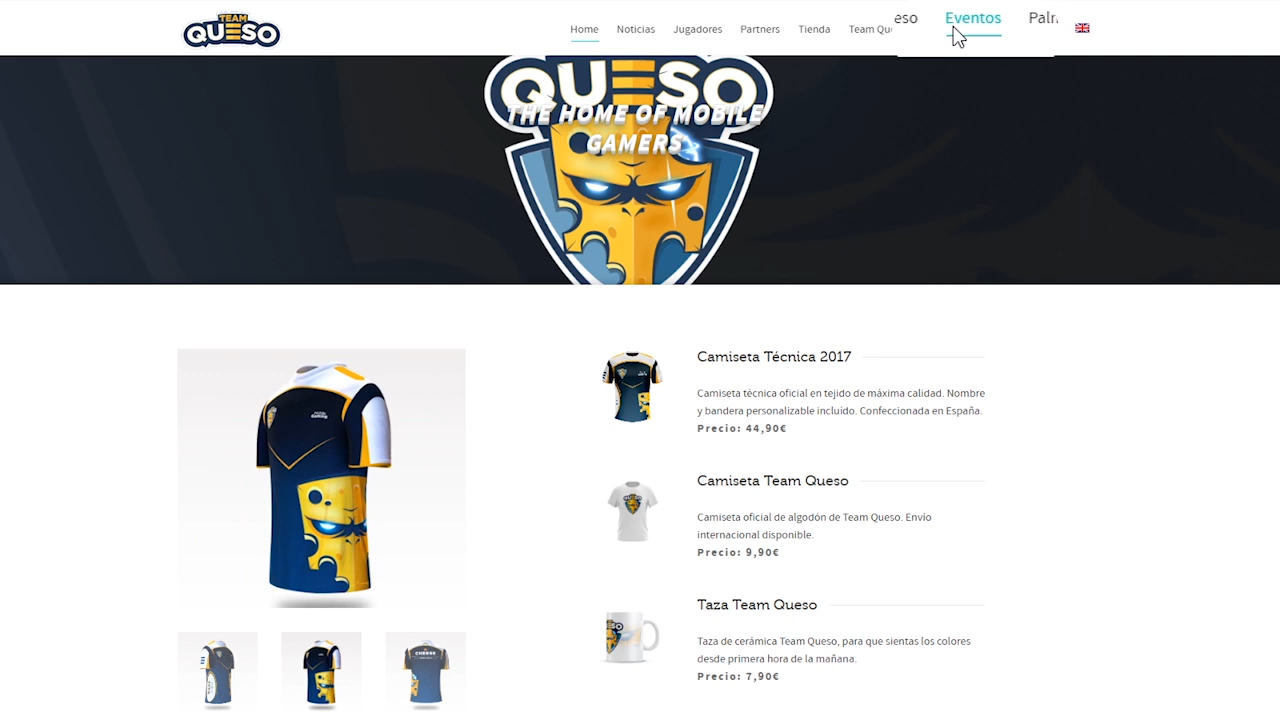 TEAM
QUESO
Home Noticias Jugadores Partners Tienda Team Qu eso Eventos
QUESO
THE HOME OF MOBILE
GAMERS
Camiseta Técnica 2017
Camiseta técnica oficial en tejido de máxima calidad. Nombre
y bandera personalizable incluido. Confeccionada en España.
Precio: 44,90€
Camiseta Team Queso
Camiseta oficial de algodón de Team Queso. Envío
internacional disponible.
Precio: 9,90€
Taza Team Queso
Taza de cerámica Team Queso, para que sientas los colores
desde primera hora de la mañana.
Precio: 7,90€
CHEESE